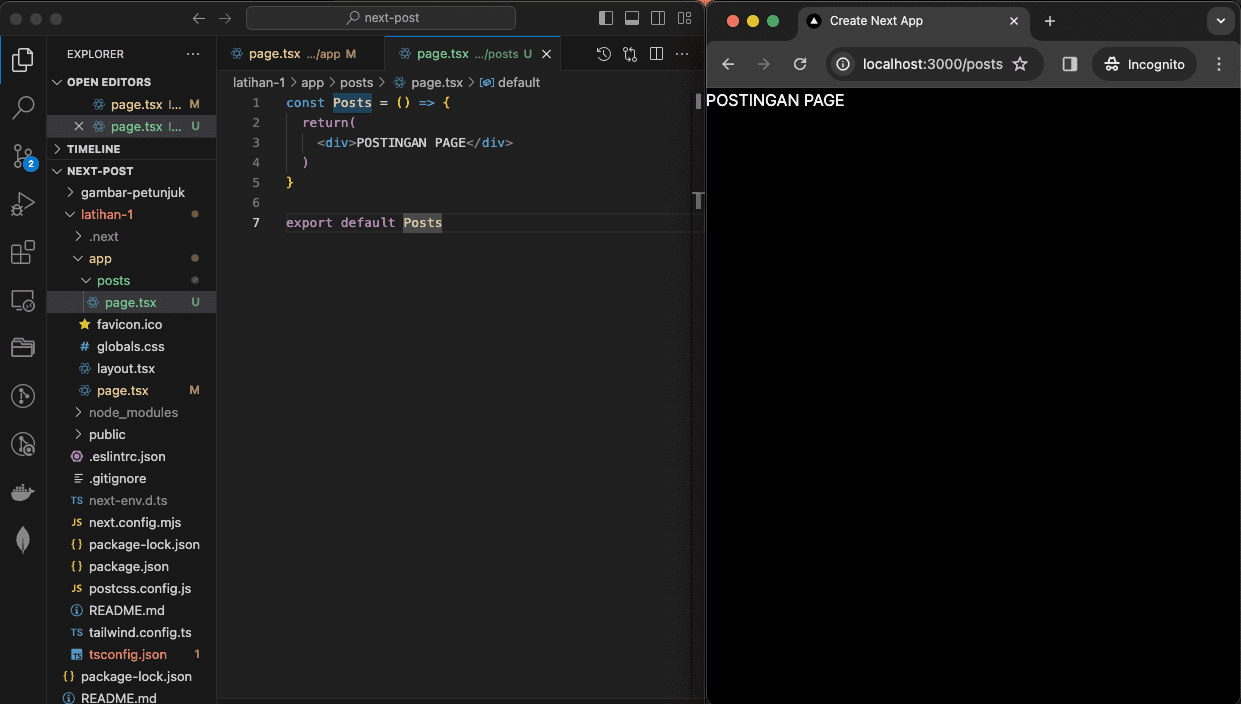 next-post
Create Next App
EXPLORER
page.tsx .../app M
page.tsx .../posts U
localhost:3000/posts
Incognito
OPEN EDITORS
page.tsx l... M
page.tsx l... U
TIMELINE
NEXT-POST
gambar-petunjuk
latihan-1
.next
app
posts
page.tsx U
favicon.ico
# globals.css
layout.tsx
page.tsx M
node_modules
public
.eslintrc.json
.gitignore
TS next-env.d.ts
JS next.config.mjs
{} package-lock.json
{} package.json
JS postcss.config.js
README.md
TS tailwind.config.ts
TS tsconfig.json 1
{} package-lock.json
README.md
2
latihan-1 > app > posts > page.tsx > default
1 const Posts = () => {
2 return(
3 <div>POSTINGAN PAGE</div>
4 )
5 }
6
7 export default Posts
POSTINGAN PAGE